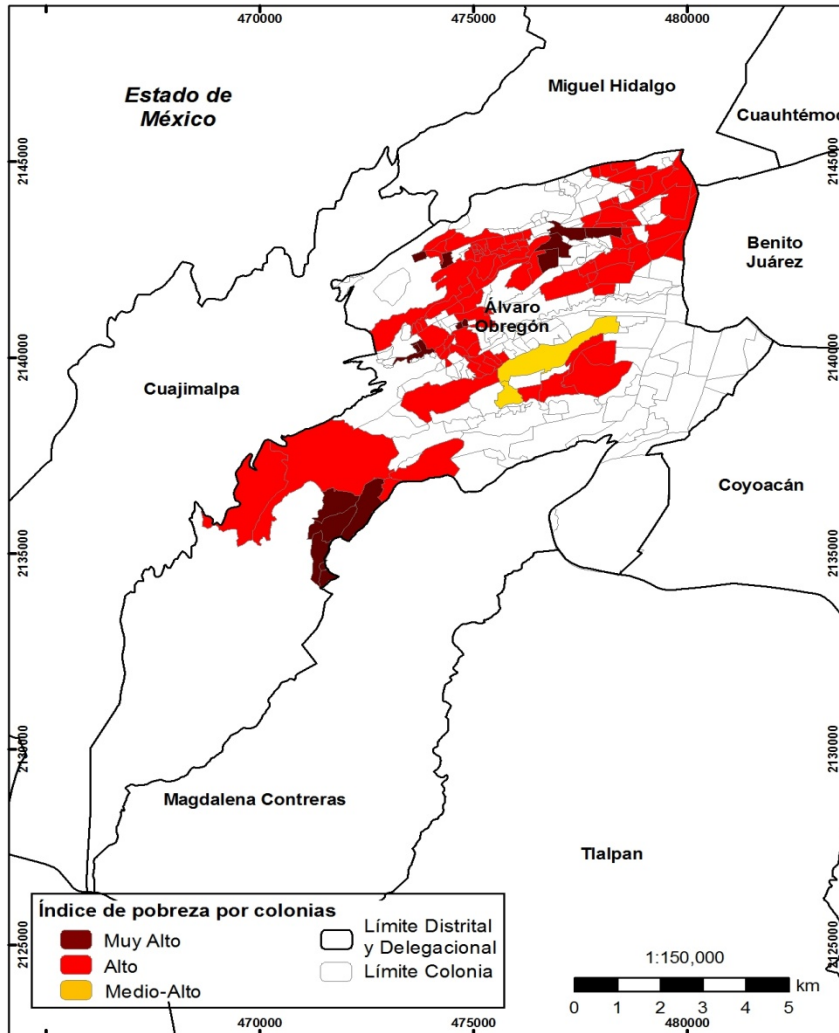 470000 475000 480000
Miguel Hidalgo
Estado de
México
Cuauhtémoc
2145000 2145000
Benito
Juárez
Álvaro
Obregón
2140000 2140000
Cuajimalpa
Coyoacán
2135000 2135000
2130000 2130000
Magdalena Contreras
Tlalpan
Índice de pobreza por colonias
Muy Alto
Alto
Medio-Alto
Límite Distrital
y Delegacional
Límite Colonia
2125000 2125000
1:150,000
km
0 1 2 3 4 5
470000 475000 480000